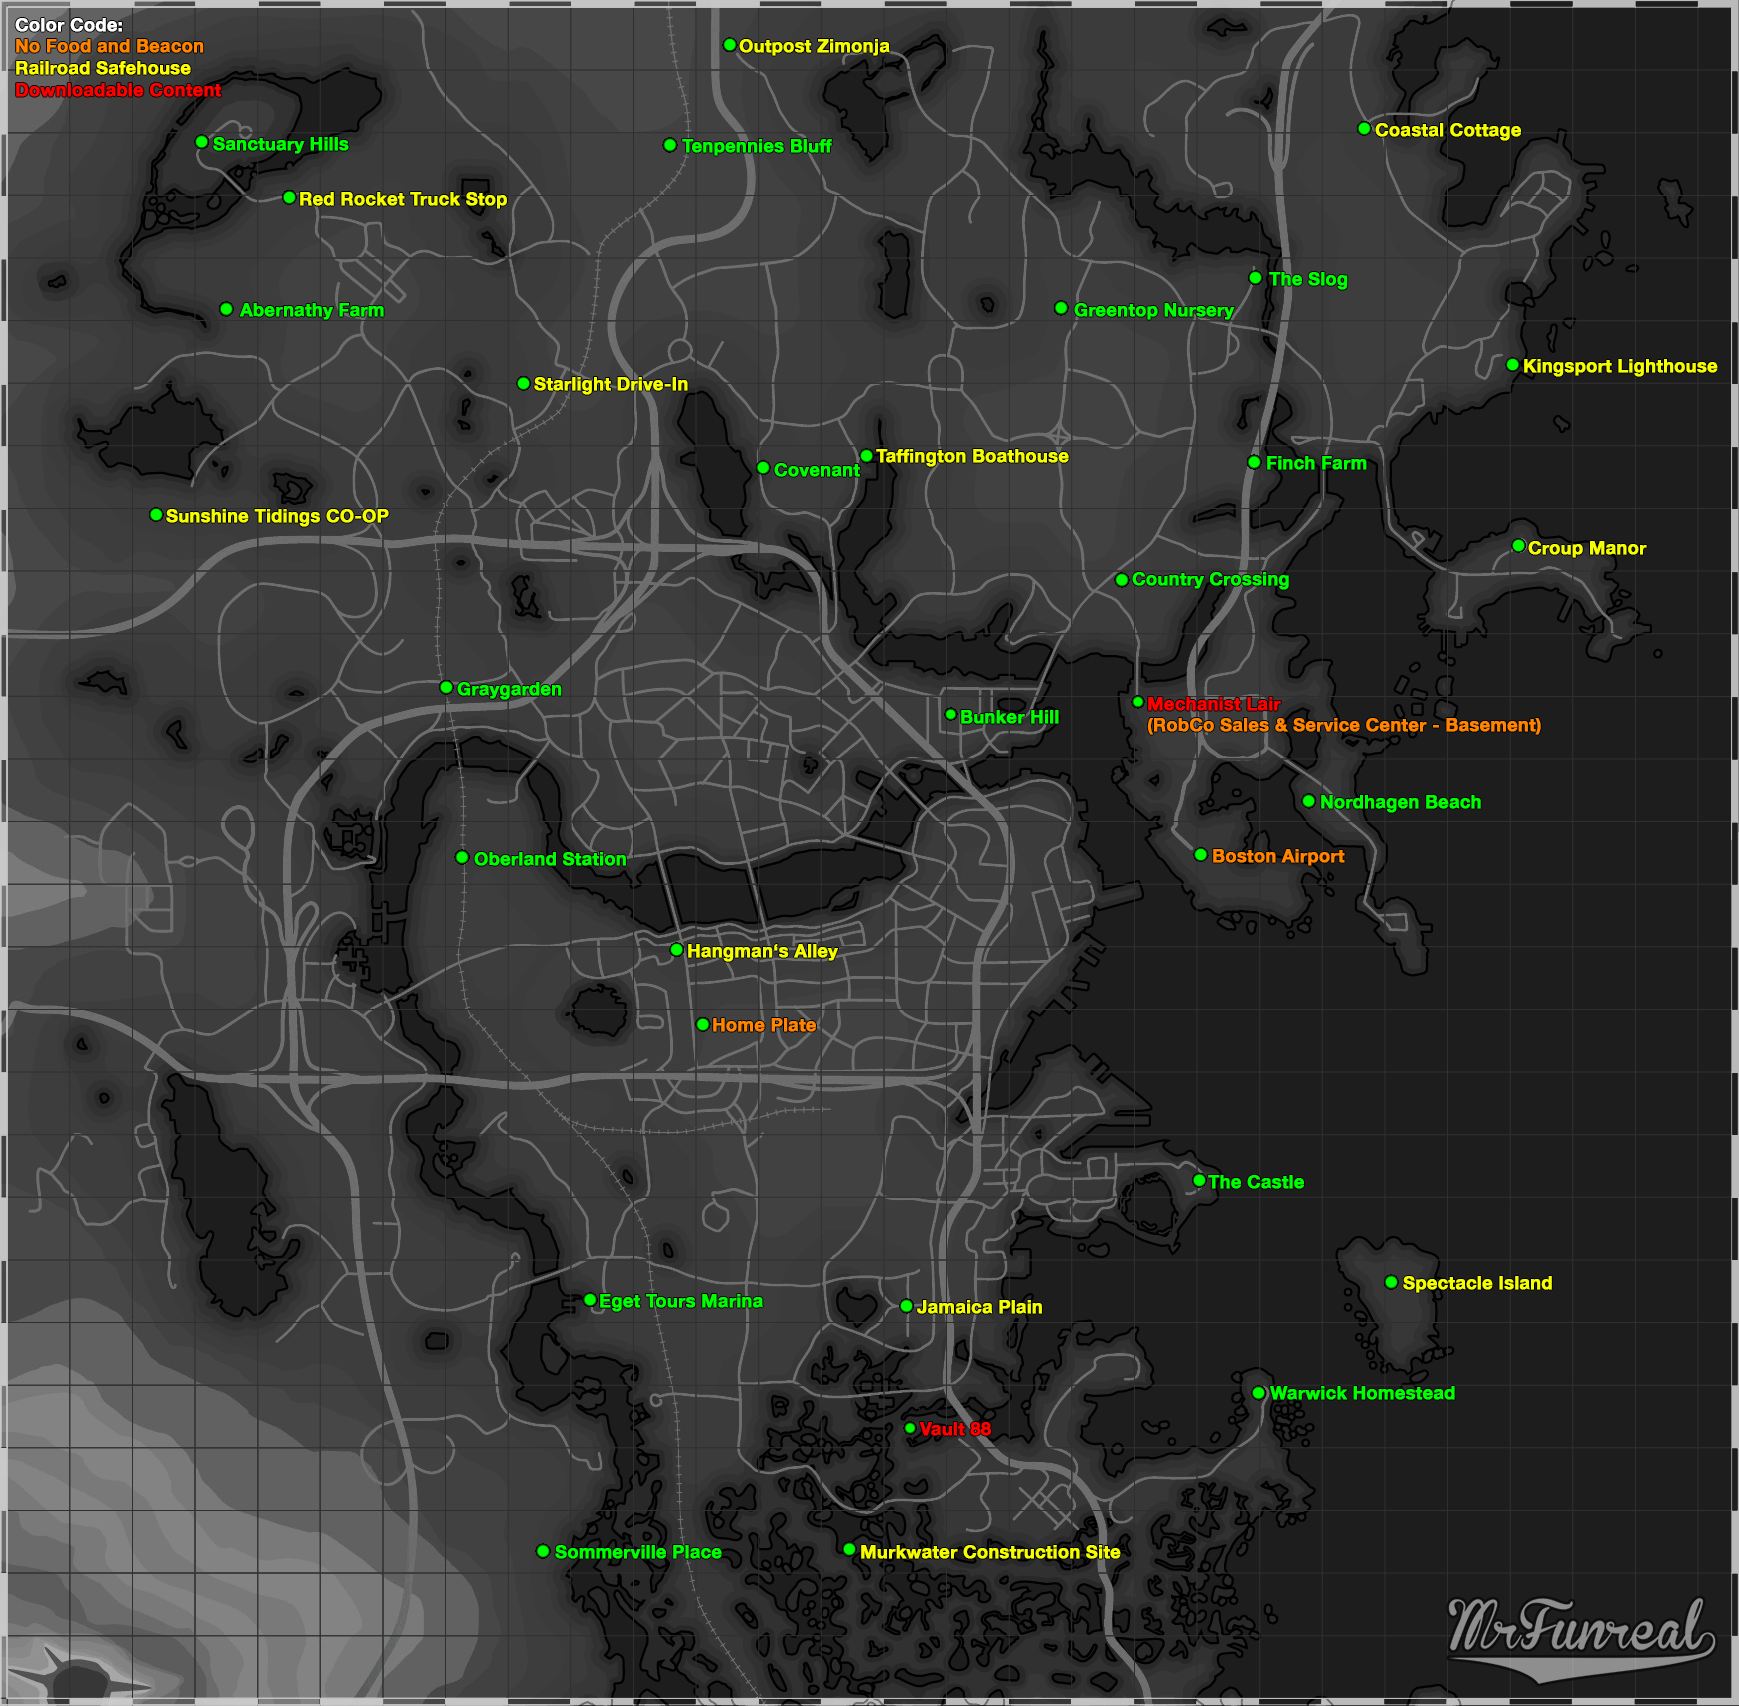 Color Code:
No Food and Beacon
Railroad Safehouse
Downloadable Content
Outpost Zimonja
Coastal Cottage
Sanctuary Hills
Tenpennies Bluff
Red Rocket Truck Stop
The Slog
Abernathy Farm
Greentop Nursery
Kingsport Lighthouse
Starlight Drive-In
Taffington Boathouse
Covenant
Finch Farm
Sunshine Tidings CO-OP
Croup Manor
Country Crossing
Graygarden
Mechanist Lair
(RobCo Sales & Service Center - Basement)
Bunker Hill
Nordhagen Beach
Boston Airport
Oberland Station
Hangman's Alley
Home Plate
The Castle
Spectacle Island
Eget Tours Marina
Jamaica Plain
Warwick Homestead
Vault 88
Sommerville Place
Murkwater Construction Site
MrFunreal